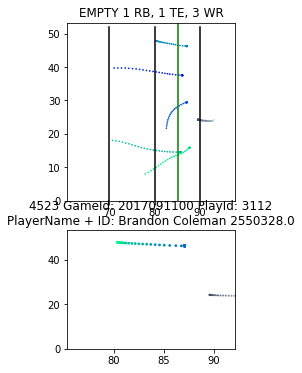 EMPTY 1 RB, 1 TE, 3 WR
50
40
30
20
10
0
70 80 90
4523 GameId: 2017091100 PlayId: 3112
PlayerName + ID: Brandon Coleman 2550328.0
40
20
0
80 85 90